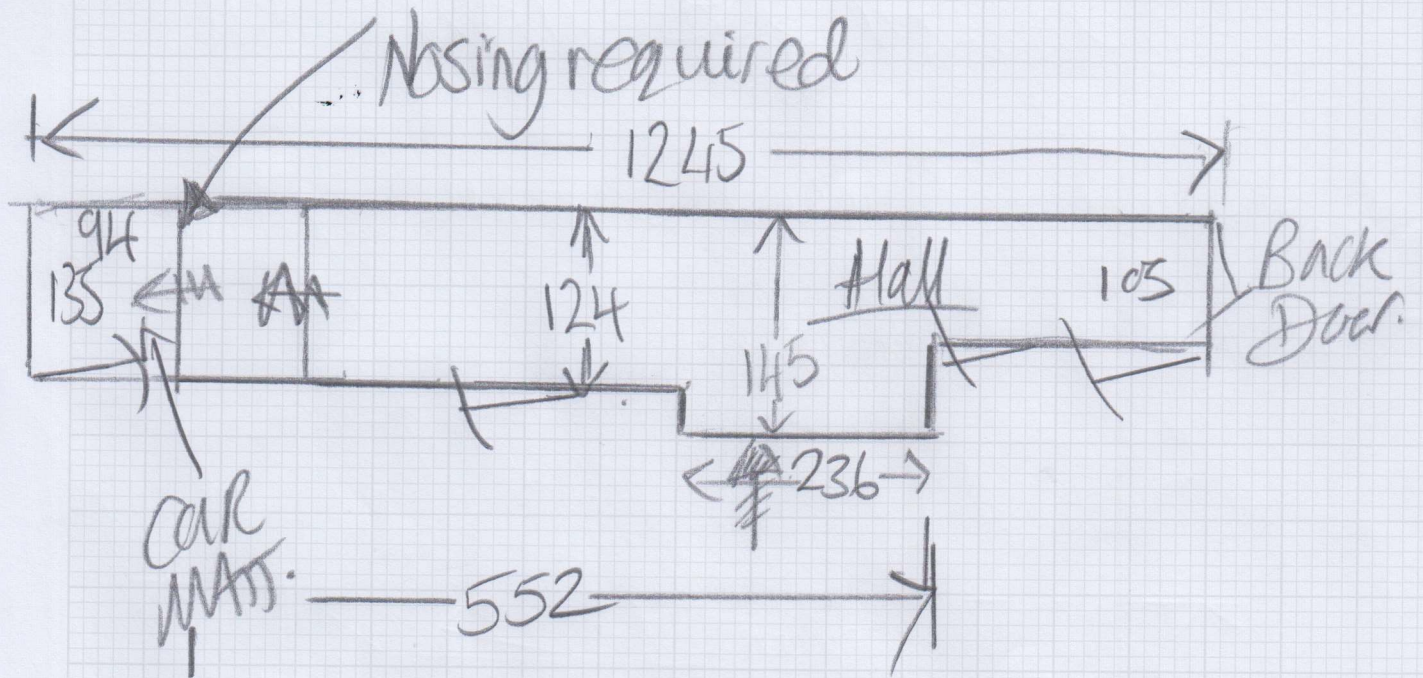 Nosing required
1245
94
135
124
145
Hall
105
Back
Door.
236
COIR
MATT.
552